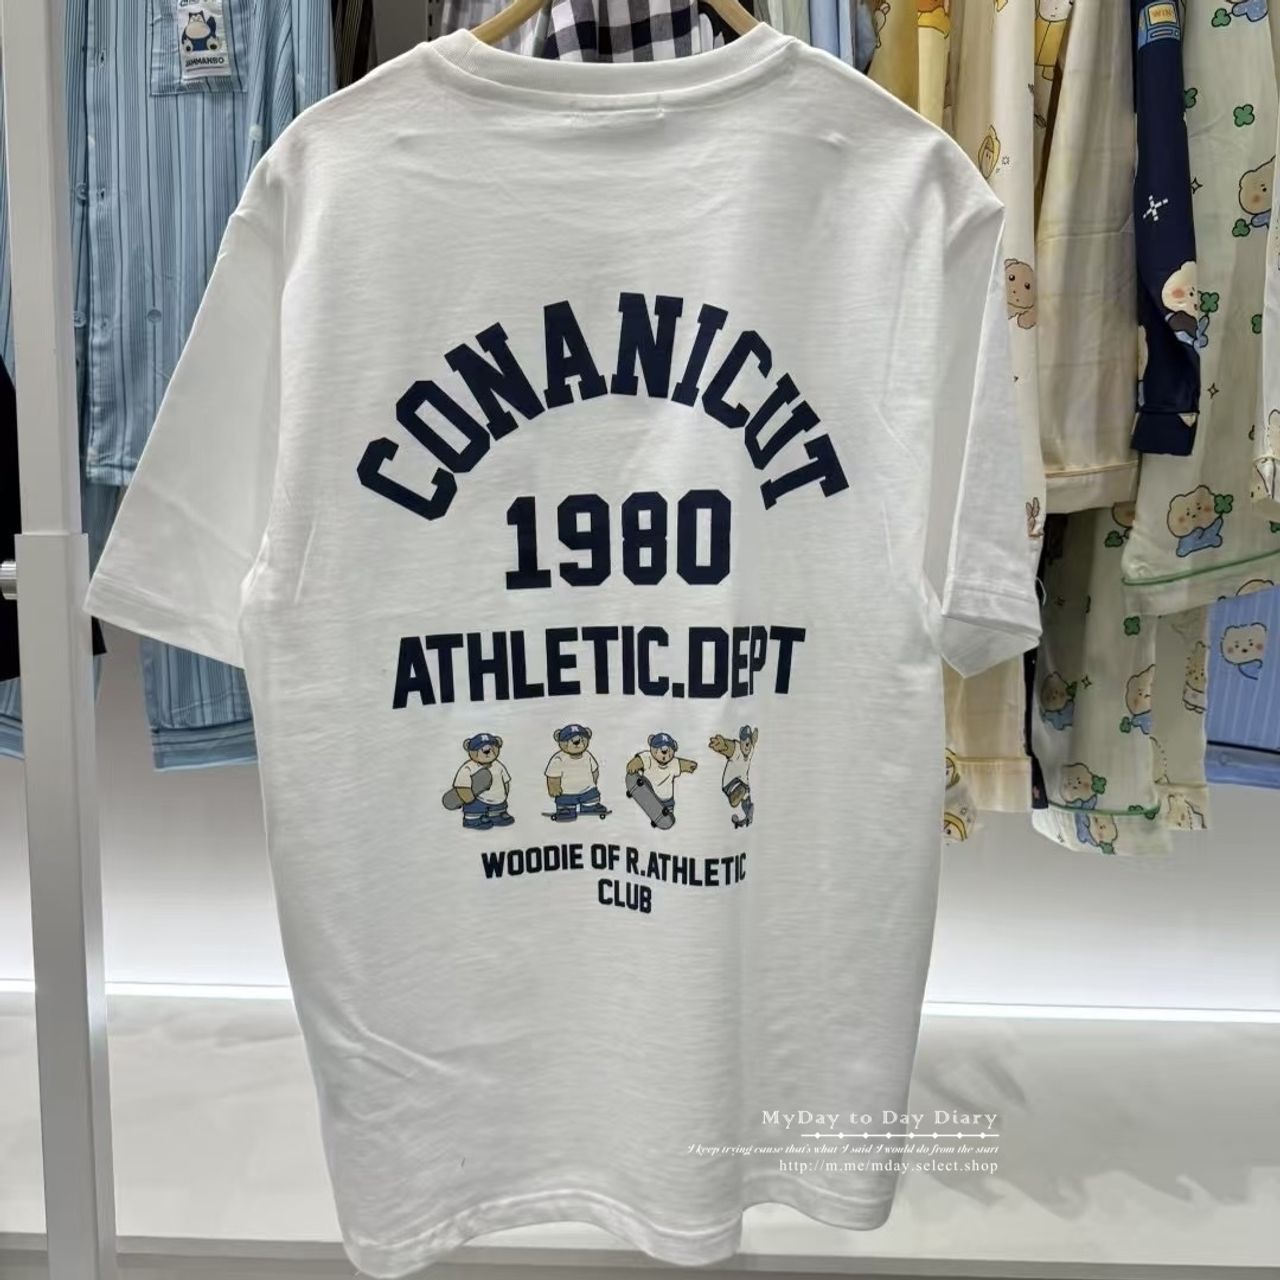 CONANICUT
1980
ATHLETIC.DEPT
WOODIE OF R.ATHLETIC
CLUB
WIN
MyDay to Day Diary
I keep trying cause that's what I said I would do from the start
http://m.me/mday.select.shop